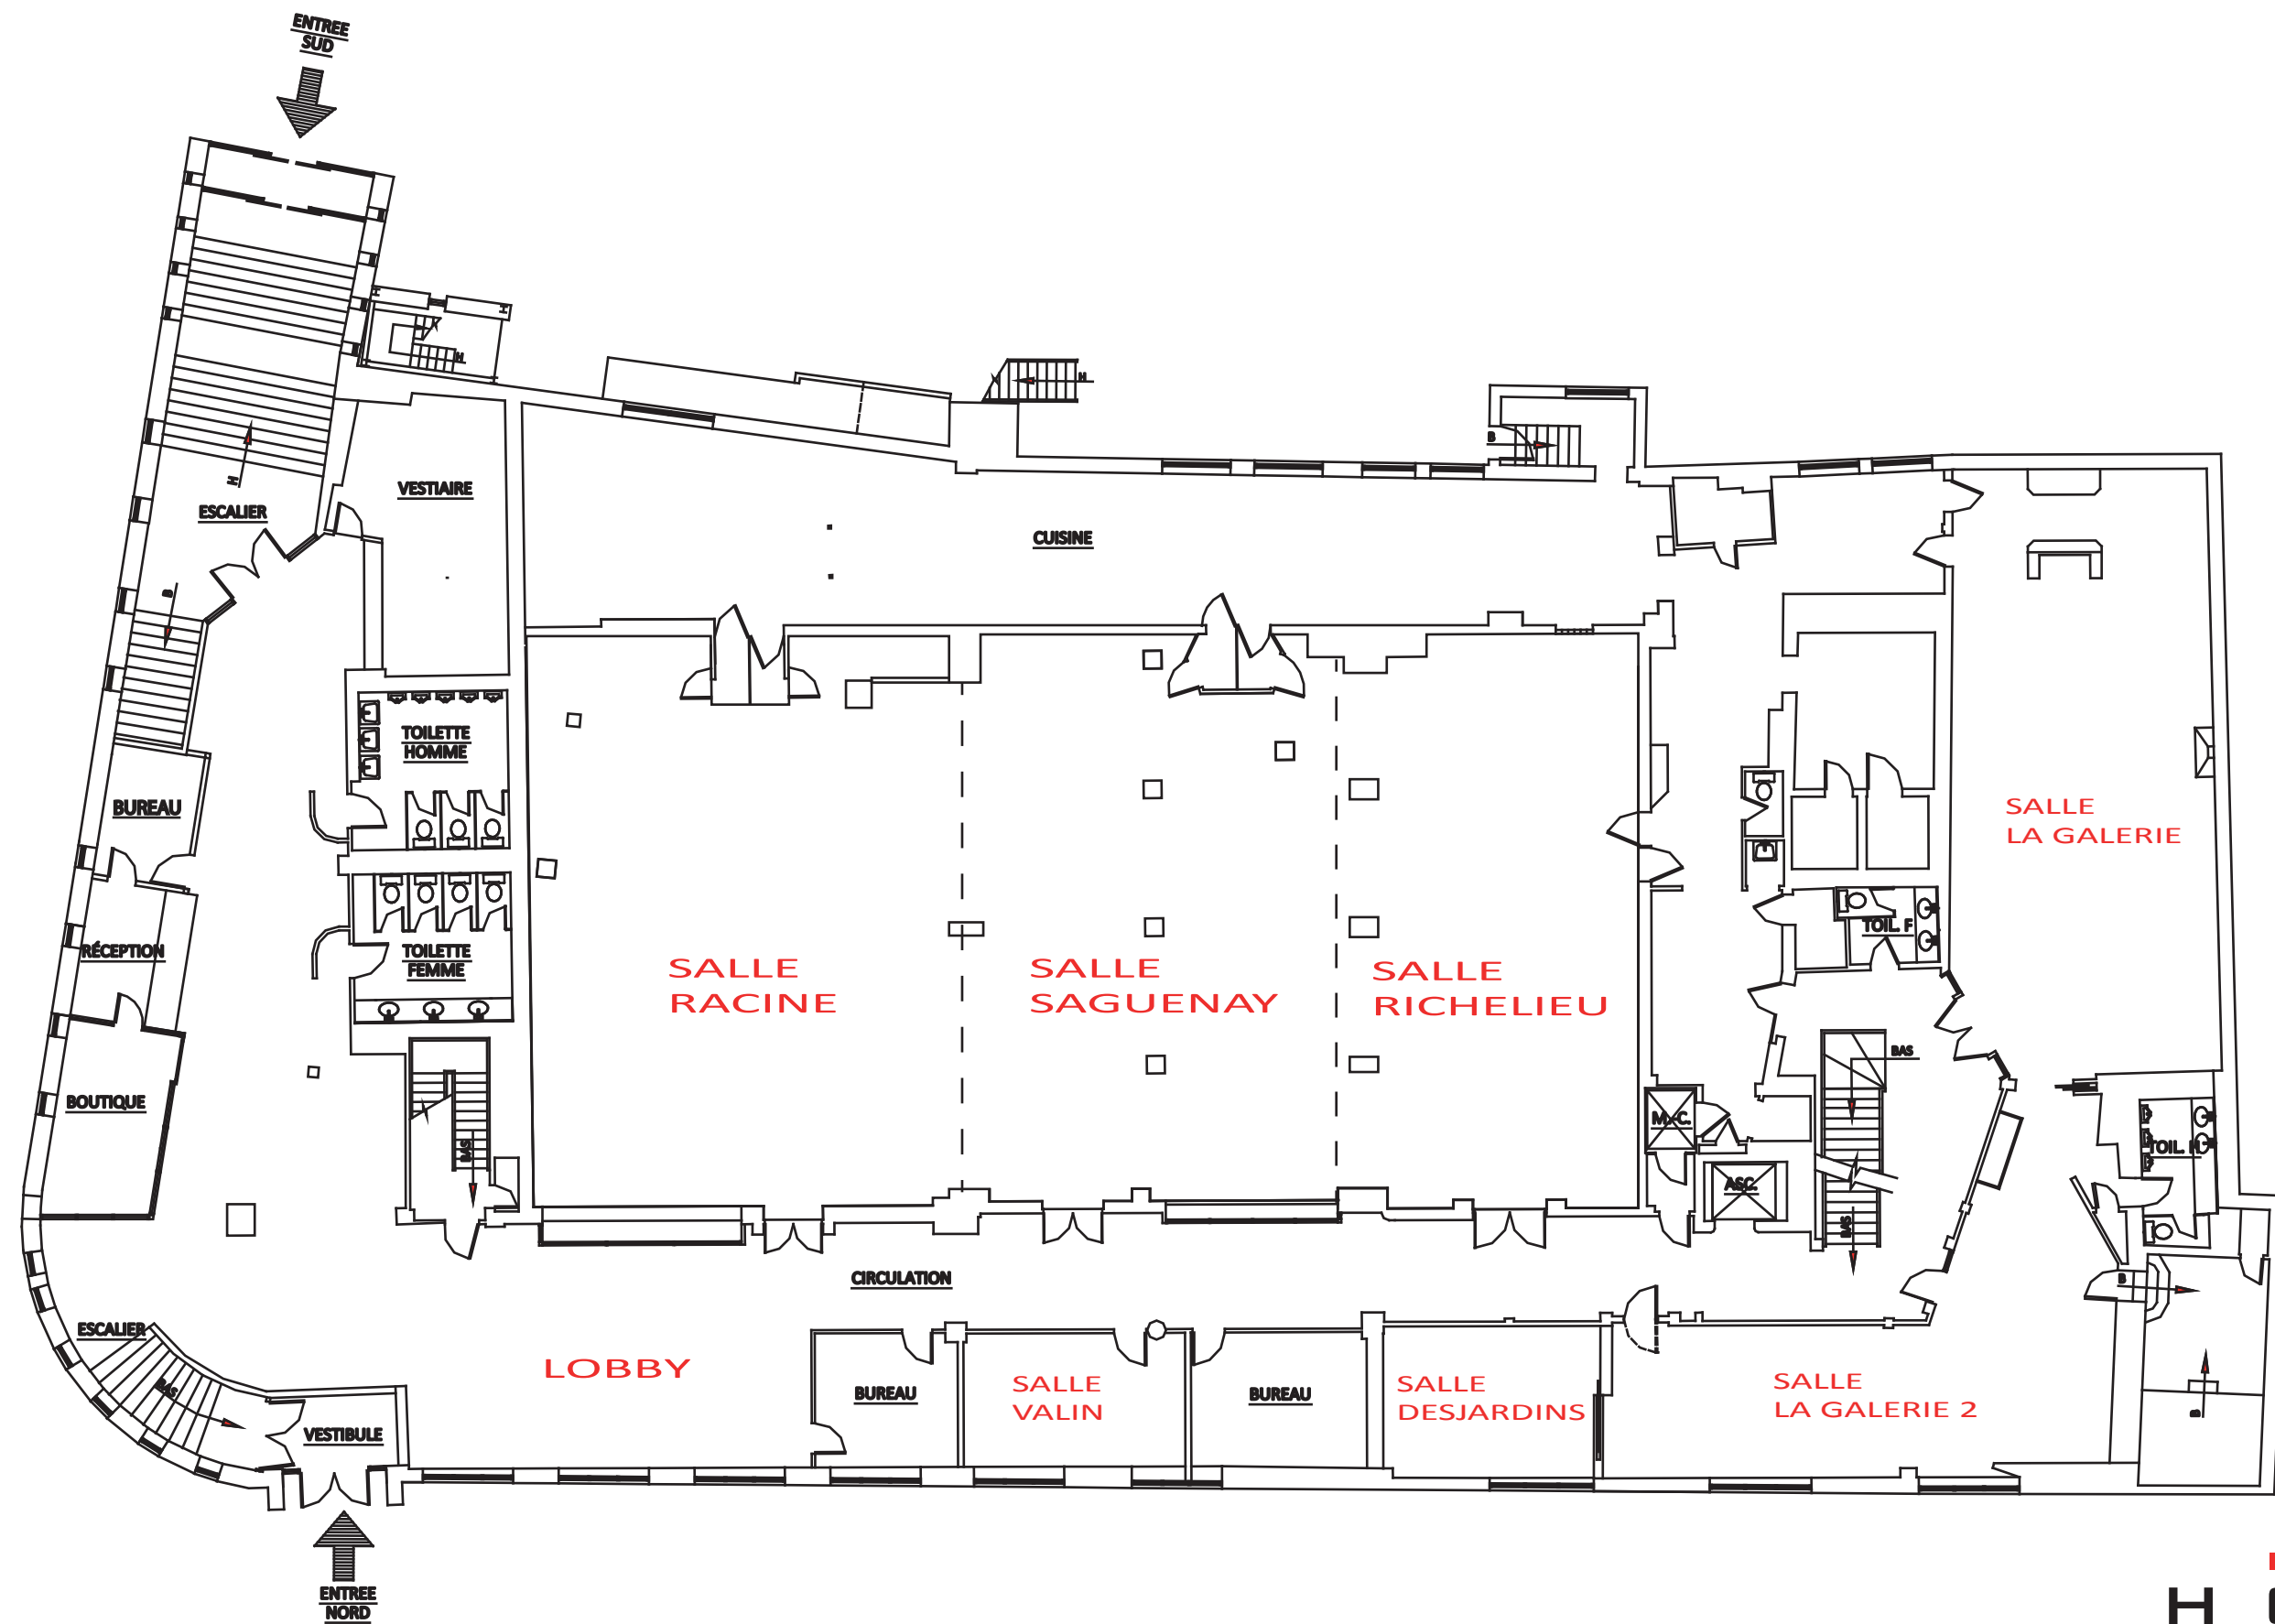 ENTREE
SUD
H
H
H
H
H
B
VESTIAIRE
ESCALIER
CUISINE
B
TOILETTE
HOMME
BUREAU
SALLE
LA GALERIE
RÉCEPTION
TOILETTE
FEMME
TOIL. F
SALLE
RACINE
SALLE
SAGUENAY
SALLE
RICHELIEU
BAS
BOUTIQUE
M.-C.
BAS
TOIL. H
ASC.
BAS
CIRCULATION
B
ESCALIER
BAS
LOBBY
BUREAU
SALLE
VALIN
BUREAU
SALLE
DESJARDINS
SALLE
LA GALERIE 2
B
VESTIBULE
ENTREE
NORD
H